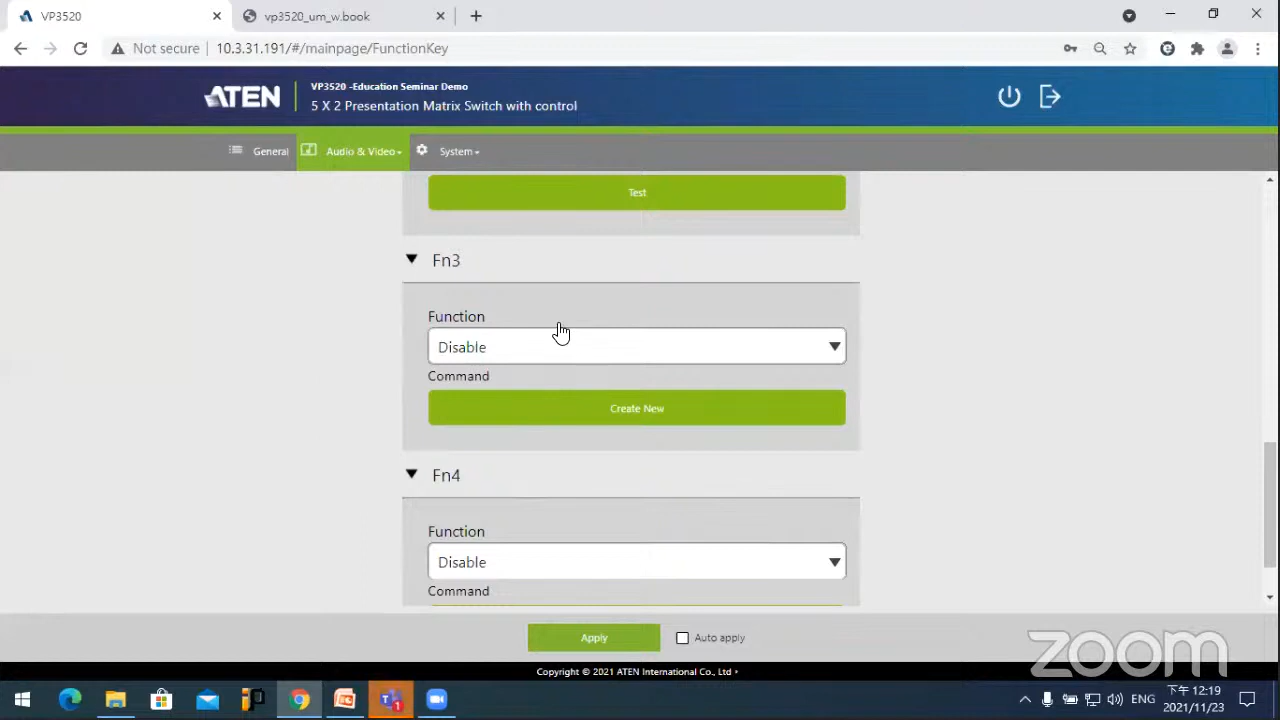 VP3520
vp3520_um_w.book
Not secure
10.3.31.191/#/mainpage/FunctionKey
ATEN
VP3520 -Education Seminar Demo
5 X 2 Presentation Matrix Switch with control
General
Audio & Video
System
Test
Fn3
Function
Disable
Command
Create New
Fn4
Function
Disable
Command
Apply
Auto apply
zoom
Copyright © 2021 ATEN International Co., Ltd
ENG
下午 12:19
2021/11/23